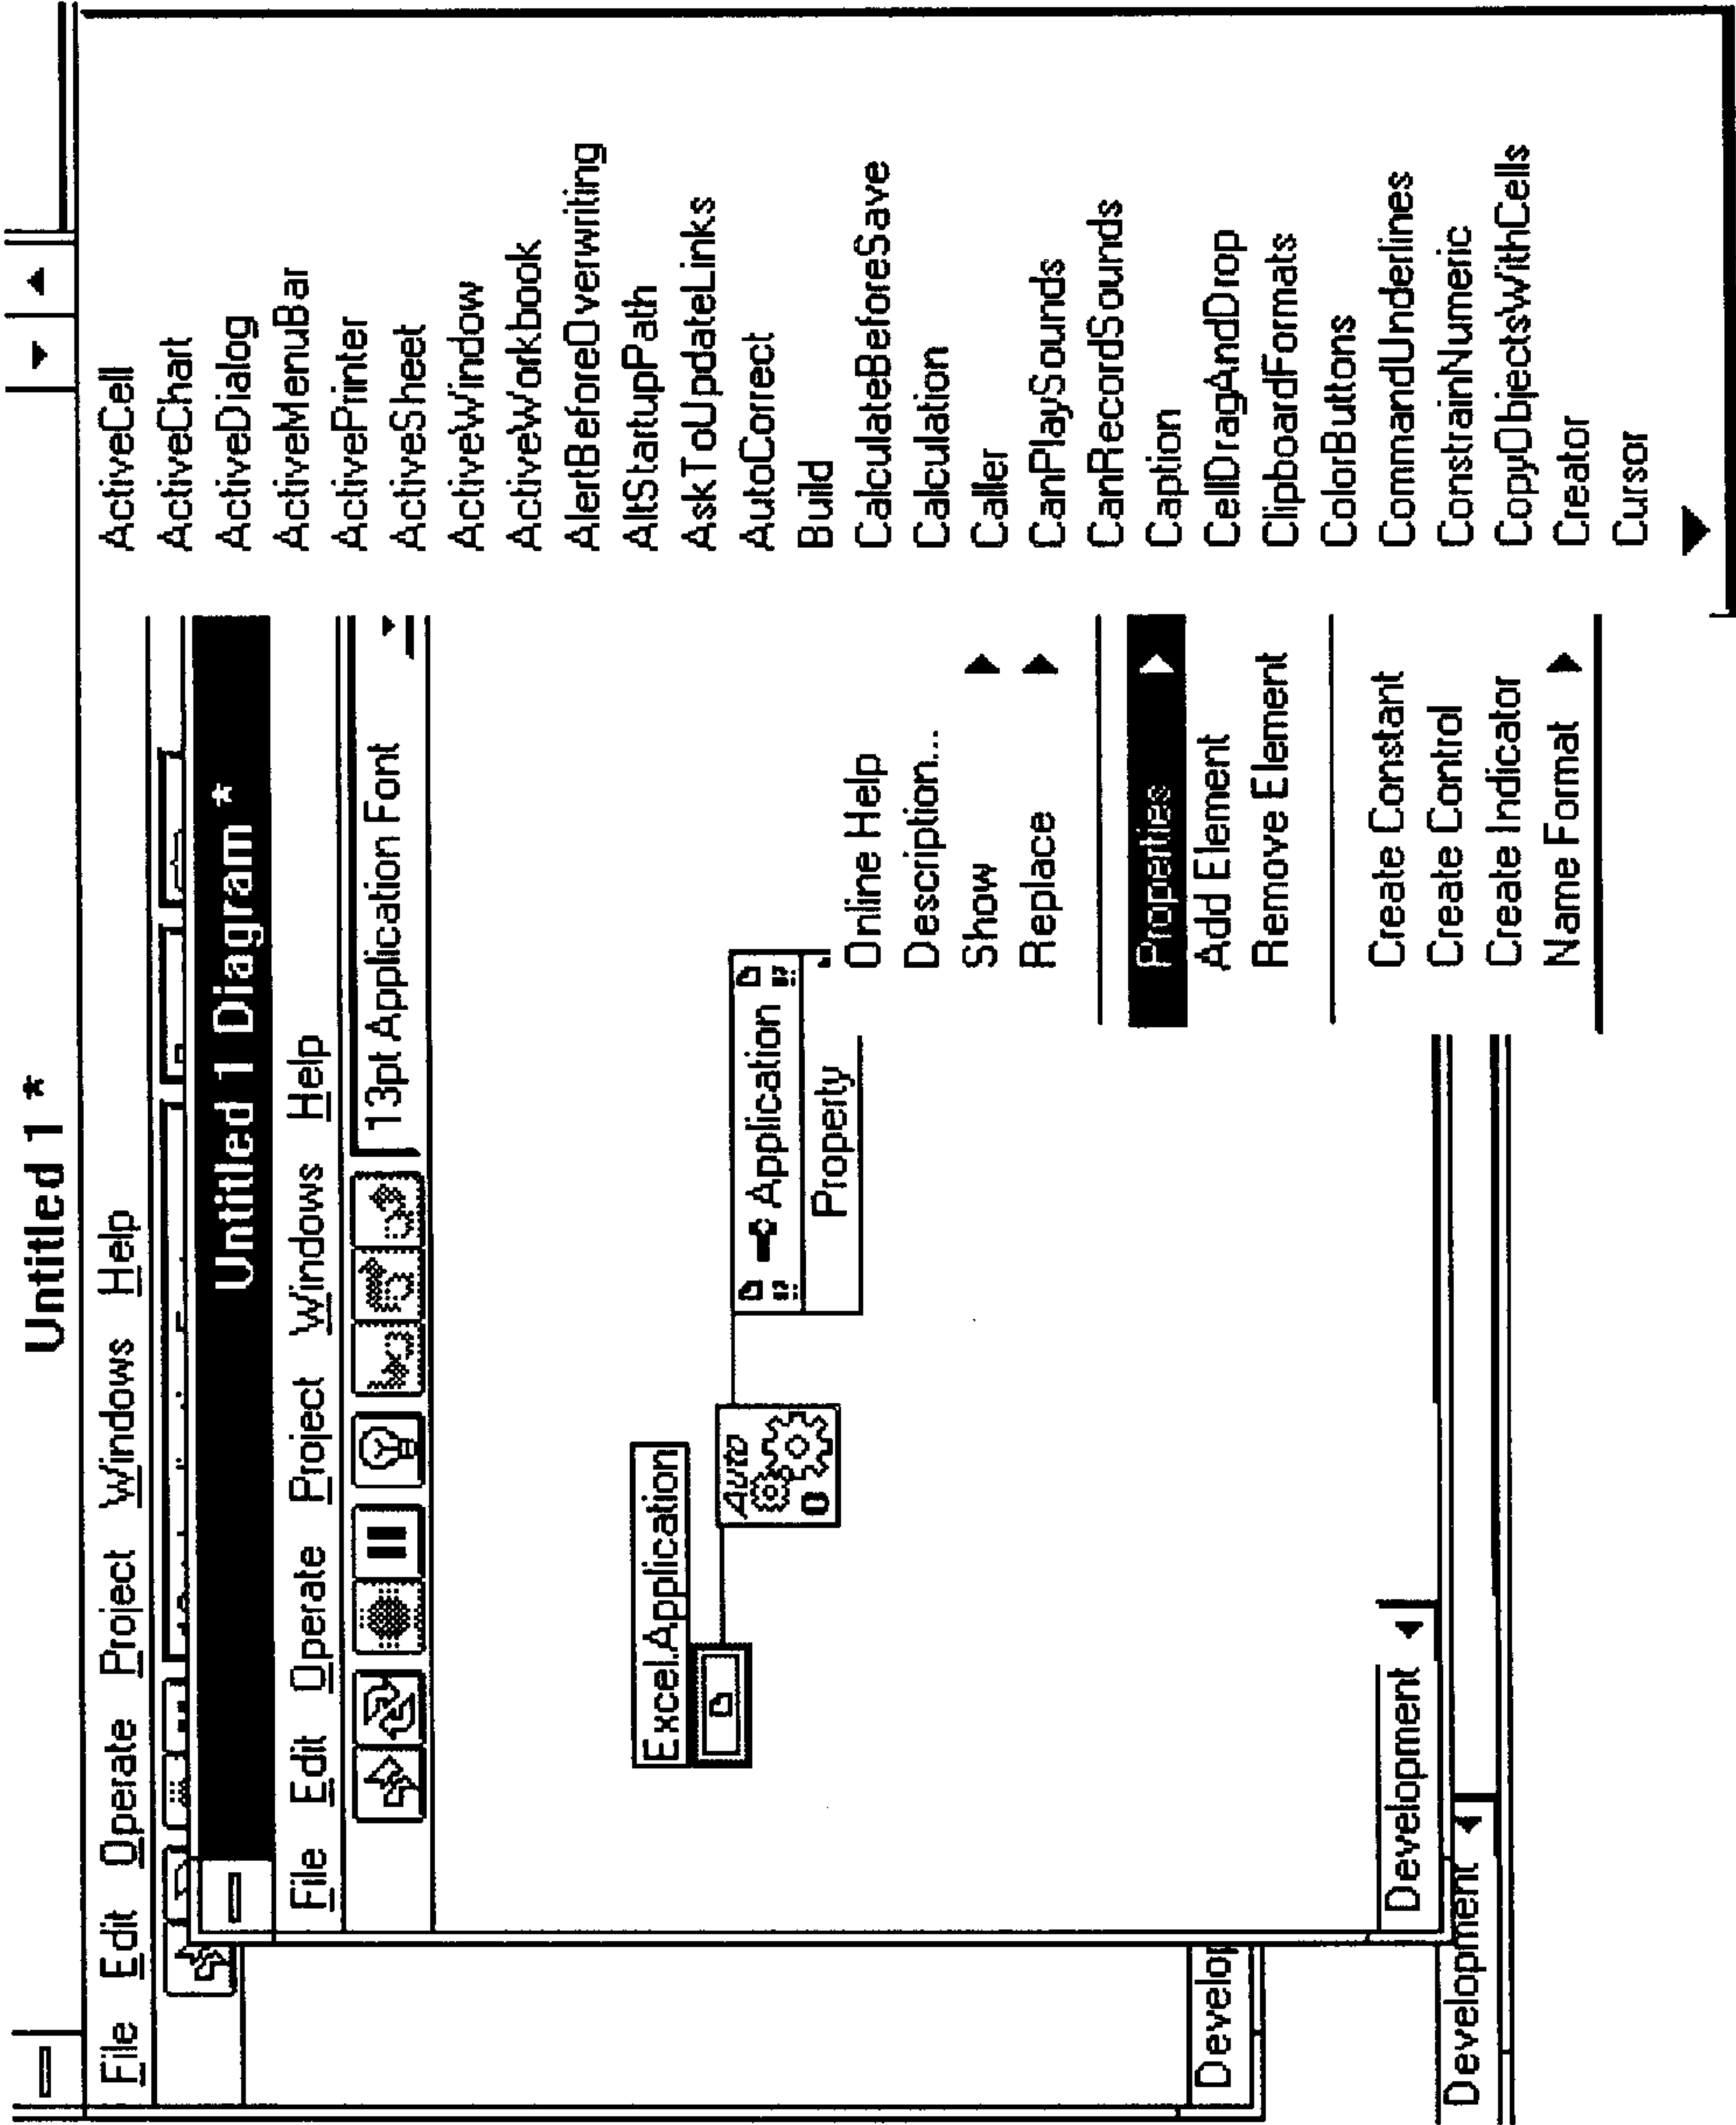 Untitled 1 *
File Edit Operate Project Windows Help
Untitled 1 Diagram *
File Edit Operate Project Windows Help
13pt Application Font
Excel.Application
Auto
Application
Property
Online Help
Description...
Show
Replace
Properties
Add Element
Remove Element
Create Constant
Create Control
Create Indicator
Name Format
ActiveCell
ActiveChart
ActiveDialog
ActiveMenuBar
ActivePrinter
ActiveSheet
ActiveWindow
ActiveWorkbook
AlertBeforeOverwriting
AltStartupPath
AskToUpdateLinks
AutoCorrect
Build
CalculateBeforeSave
Calculation
Caller
CanPlaySounds
CanRecordSounds
Caption
CellDragAndDrop
ClipboardFormats
ColorButtons
CommandUnderlines
ConstrainNumeric
CopyObjectsWithCells
Creator
Cursor
Develop
Development
Development